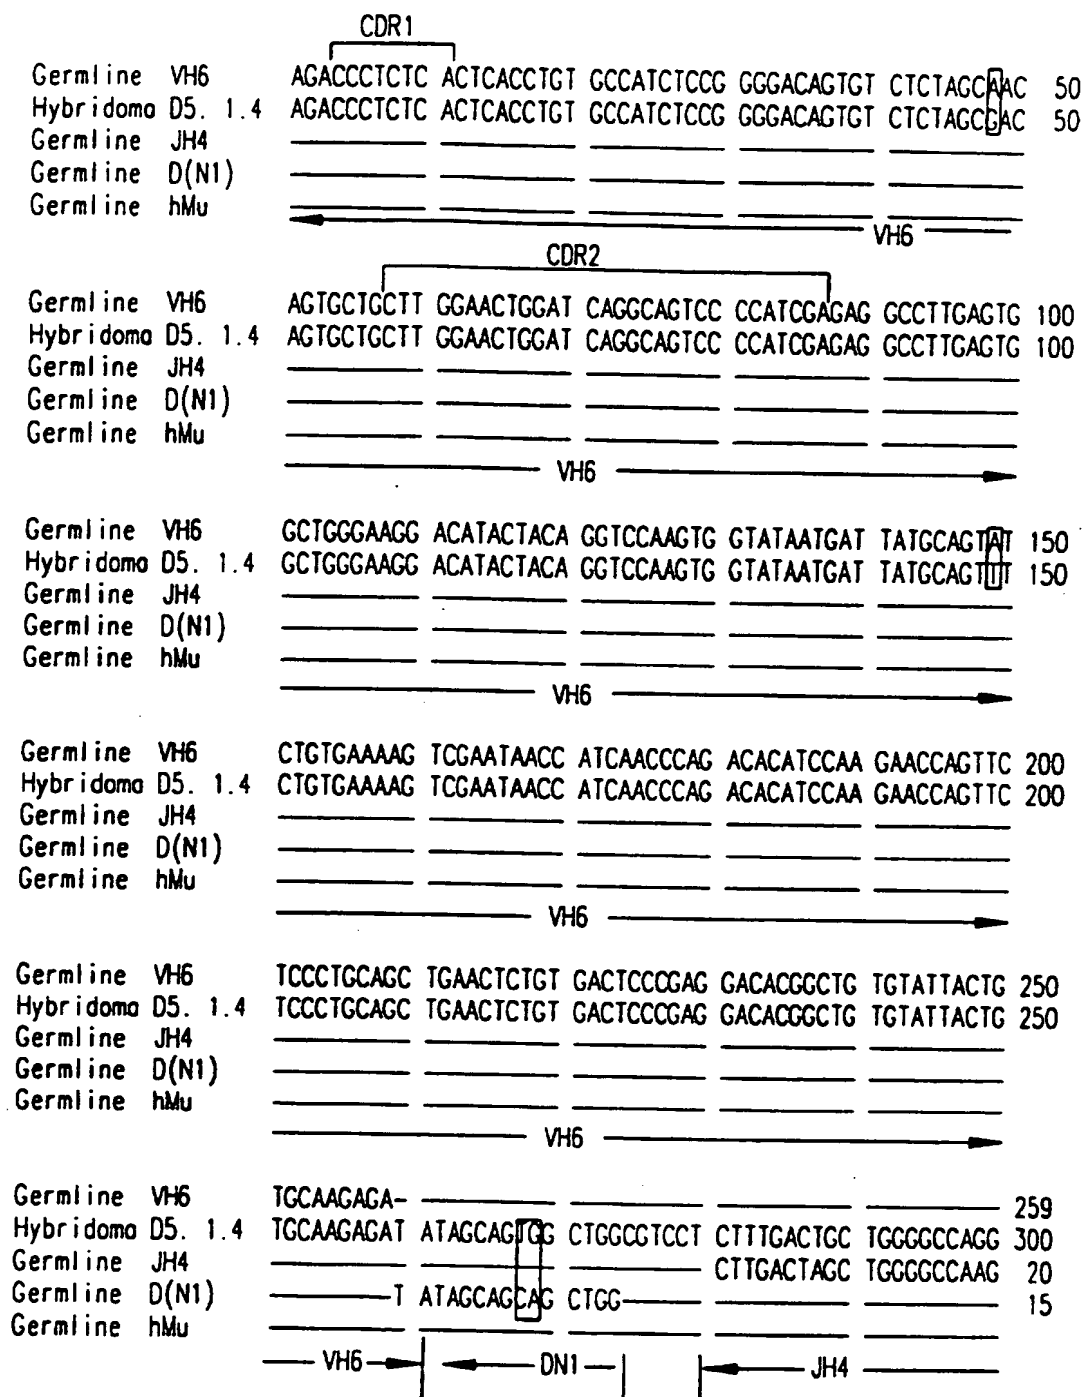 CDR1
Germline VH6 AGACCCTCTC ACTCACCTGT GCCATCTCCG GGGACAGTGT CTCTAGCAAC 50
Hybridoma D5. 1.4 AGACCCTCTC ACTCACCTGT GCCATCTCCG GGGACAGTGT CTCTAGCGAC 50
Germline JH4
Germline D(N1)
Germline hMu
VH6
CDR2
Germline VH6 AGTGCTGCTT GGAACTGGAT CAGGCAGTCC CCATCGAGAG GCCTTGAGTG 100
Hybridoma D5. 1.4 AGTGCTGCTT GGAACTGGAT CAGGCAGTCC CCATCGAGAG GCCTTGAGTG 100
Germline JH4
Germline D(N1)
Germline hMu
VH6
Germline VH6 GCTGGGAAGG ACATACTACA GGTCCAAGTG GTATAATGAT TATGCAGTAT 150
Hybridoma D5. 1.4 GCTGGGAAGG ACATACTACA GGTCCAAGTG GTATAATGAT TATGCAGTTT 150
Germline JH4
Germline D(N1)
Germline hMu
VH6
Germline VH6 CTGTGAAAAG TCGAATAACC ATCAACCCAG ACACATCCAA GAACCAGTTC 200
Hybridoma D5. 1.4 CTGTGAAAAG TCGAATAACC ATCAACCCAG ACACATCCAA GAACCAGTTC 200
Germline JH4
Germline D(N1)
Germline hMu
VH6
Germline VH6 TCCCTGCAGC TGAACTCTGT GACTCCCGAG GACACGGCTG TGTATTACTG 250
Hybridoma D5. 1.4 TCCCTGCAGC TGAACTCTGT GACTCCCGAG GACACGGCTG TGTATTACTG 250
Germline JH4
Germline D(N1)
Germline hMu
VH6
Germline VH6 TGCAAGAGA- 259
Hybridoma D5. 1.4 TGCAAGAGAT ATAGCAGTGG CTGGCGTCCT CTTTGACTGC TGGGGCCAGG 300
Germline JH4 CTTGACTAGC TGGGGCCAAG 20
Germline D(N1) T ATAGCAGCAG CTGG 15
Germline hMu
VH6 DN1 JH4